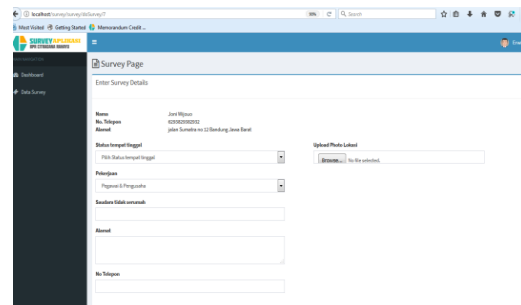 localhost/survey/survey/doSurvey/7
Search
Most Visited Getting Started Memorandum Credit ...
SURVEY APLIKASI
Dashboard
Data Survey
Survey Page
Enter Survey Details
Nama Joni Wijoyo
No. Telepon
Alamat jalan Sumatra no 12 Bandung Jawa Barat
Status tempat tinggal
Pilih Status tempat tinggal
Upload Photo Lokasi
Browse... No file selected.
Pekerjaan
Pegawai & Pengusaha
Saudara tidak serumah
Alamat
No Telepon